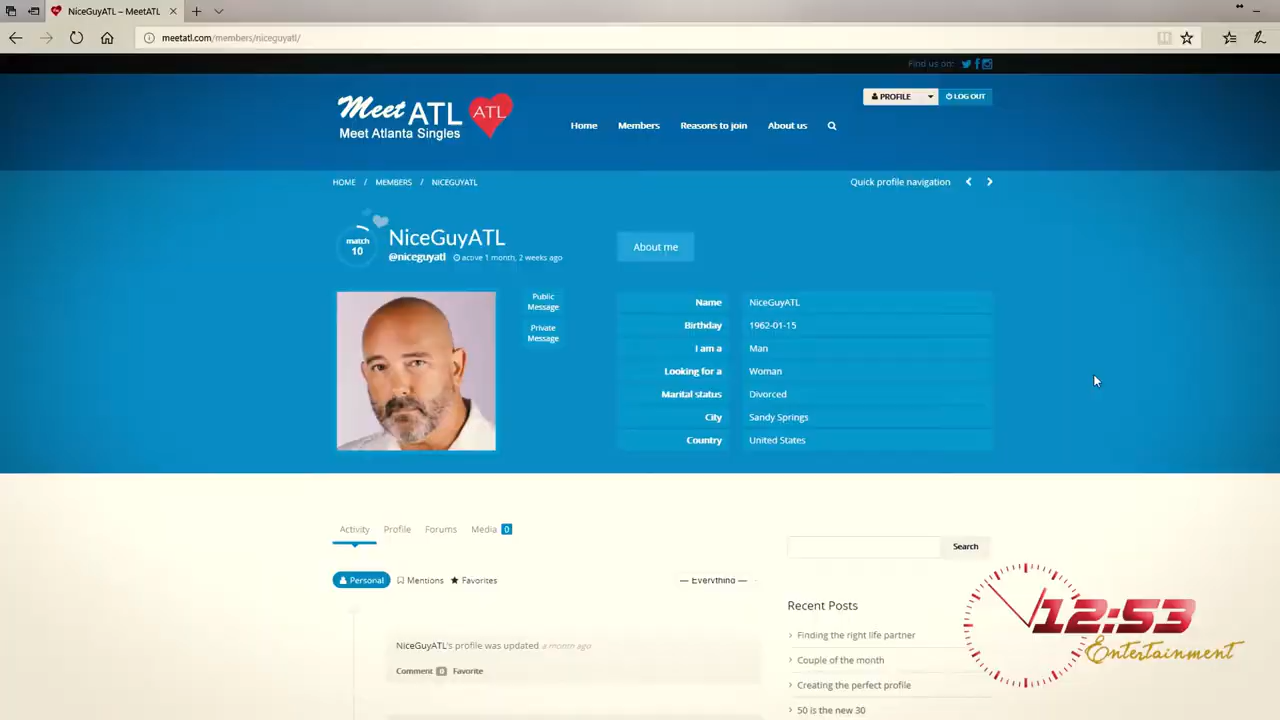 NiceGuyATL – MeetATL
meetatl.com/members/niceguyatl/
Find us on:
PROFILE
LOG OUT
Meet ATL ATL
Meet Atlanta Singles
Home Members Reasons to join About us
HOME / MEMBERS / NICEGUYATL
Quick profile navigation
match
10
NiceGuyATL
@niceguyatl active 1 month, 2 weeks ago
About me
Public
Message
Private
Message
Name NiceGuyATL
Birthday 1962-01-15
I am a Man
Looking for a Woman
Marital status Divorced
City Sandy Springs
Country United States
Activity Profile Forums Media 0
Search
Personal Mentions Favorites
— Everything —
NiceGuyATL's profile was updated a month ago
Comment 0 Favorite
Recent Posts
Finding the right life partner
Couple of the month
Creating the perfect profile
50 is the new 30
12:53
Entertainment